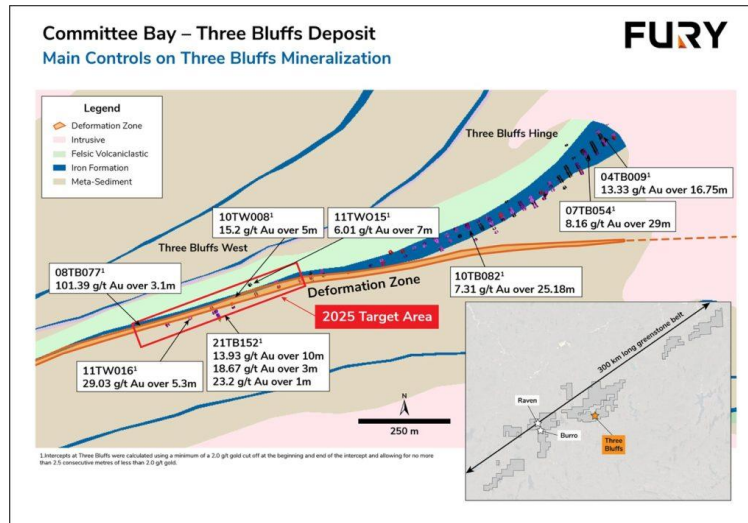 Committee Bay – Three Bluffs Deposit
Main Controls on Three Bluffs Mineralization
FURY
Legend
Deformation Zone
Intrusive
Felsic Volcaniclastic
Iron Formation
Meta-Sediment
Three Bluffs Hinge
04TB009¹
13.33 g/t Au over 16.75m
07TB054¹
8.16 g/t Au over 29m
10TW008¹
15.2 g/t Au over 5m
11TWO15¹
6.01 g/t Au over 7m
Three Bluffs West
08TB077¹
101.39 g/t Au over 3.1m
10TB082¹
7.31 g/t Au over 25.18m
Deformation Zone
2025 Target Area
11TW016¹
29.03 g/t Au over 5.3m
21TB152¹
13.93 g/t Au over 10m
18.67 g/t Au over 3m
23.2 g/t Au over 1m
N
250 m
300 km long greenstone belt
Raven
Burro
Three
Bluffs
1.Intercepts at Three Bluffs were calculated using a minimum of a 2.0 g/t gold cut off at the beginning and end of the intercept and allowing for no more
than 2.5 consecutive metres of less than 2.0 g/t gold.